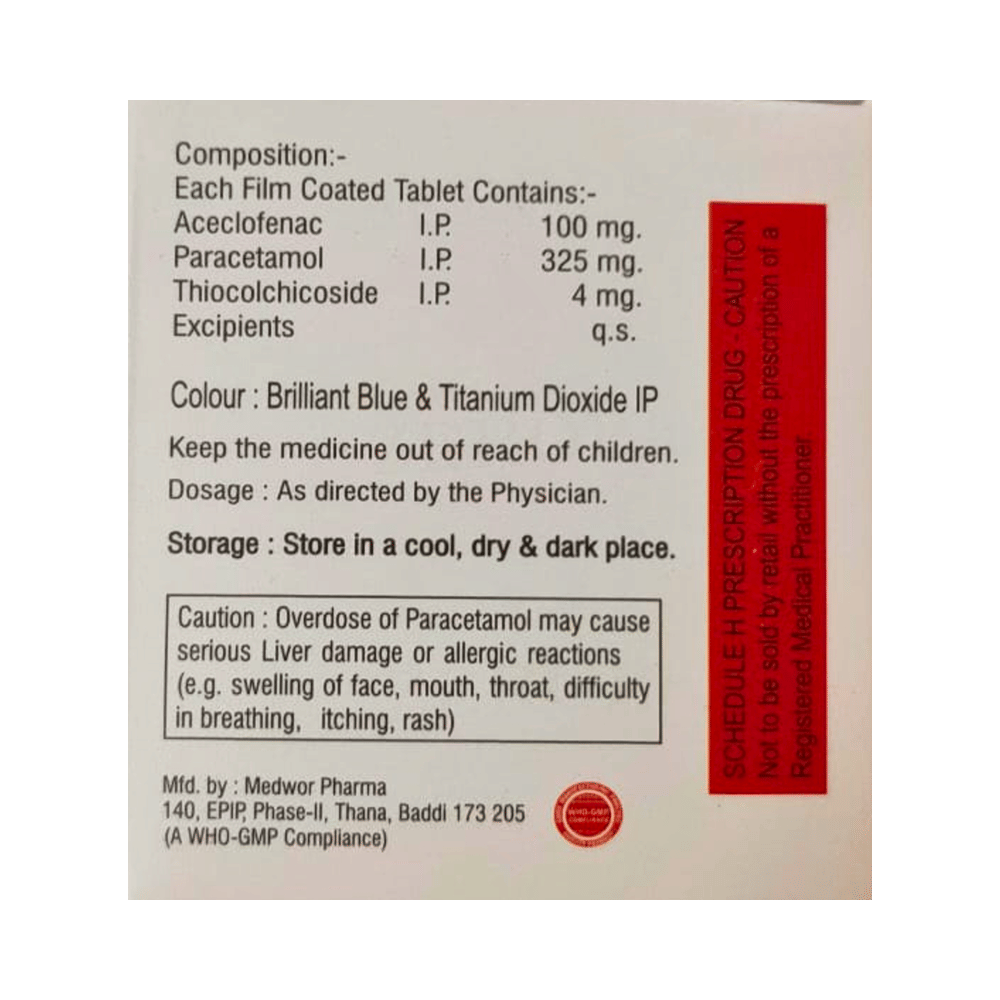 Composition:-
Each Film Coated Tablet Contains:-
Aceclofenac I.P. 100 mg.
Paracetamol I.P. 325 mg.
Thiocolchicoside I.P. 4 mg.
Excipients q.s.
Colour : Brilliant Blue & Titanium Dioxide IP
Keep the medicine out of reach of children.
Dosage : As directed by the Physician.
Storage : Store in a cool, dry & dark place.
Caution : Overdose of Paracetamol may cause
serious Liver damage or allergic reactions
(e.g. swelling of face, mouth, throat, difficulty
in breathing, itching, rash)
Mfd. by : Medwor Pharma
140, EPIP, Phase-II, Thana, Baddi 173 205
(A WHO-GMP Compliance)
WHO-GMP
COMPLIANCE
SCHEDULE H PRESCRIPTION DRUG - CAUTION
Not to be sold by retail without the prescription of a
Registered Medical Practitioner.